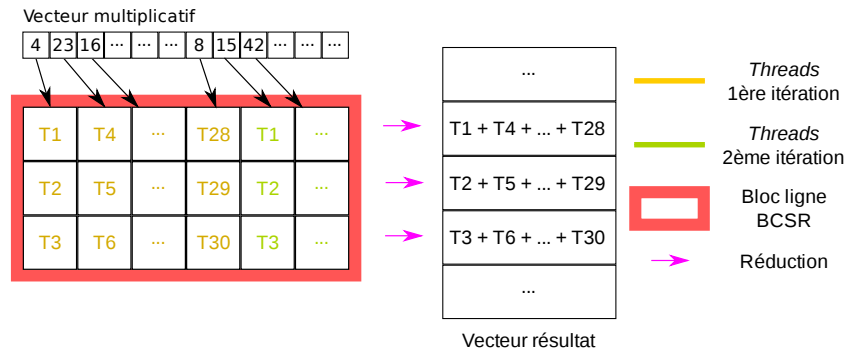 Vecteur multiplicatif
4 23 16 ... ... ... 8 15 42 ... ... ...
T1 T4 ... T28 T1 ...
T2 T5 ... T29 T2 ...
T3 T6 ... T30 T3 ...
...
T1 + T4 + ... + T28
T2 + T5 + ... + T29
T3 + T6 + ... + T30
...
Vecteur résultat
Threads
1ère itération
Threads
2ème itération
Bloc ligne
BCSR
Réduction